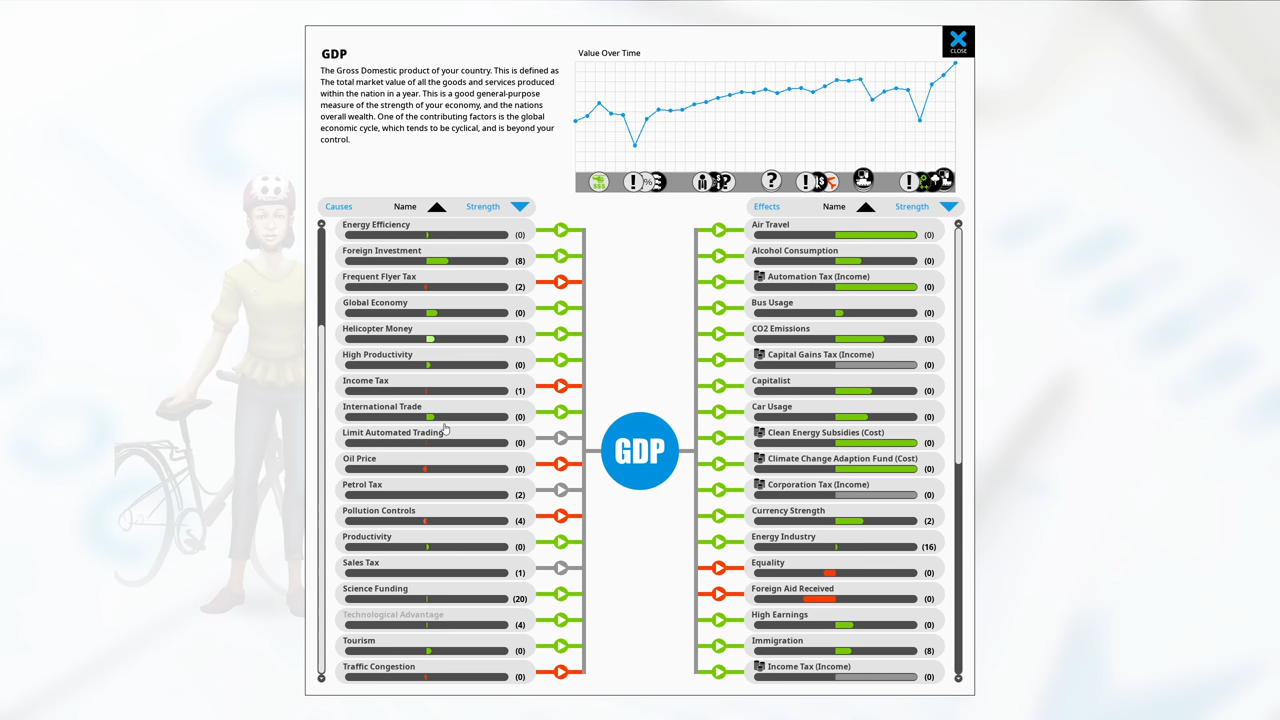 GDP
The Gross Domestic product of your country. This is defined as
The total market value of all the goods and services produced
within the nation in a year. This is a good general-purpose
measure of the strength of your economy, and the nations
overall wealth. One of the contributing factors is the global
economic cycle, which tends to be cyclical, and is beyond your
control.
Value Over Time
CLOSE
Causes Name Strength
Energy Efficiency
(0)
Foreign Investment
(8)
Frequent Flyer Tax
(2)
Global Economy
(0)
Helicopter Money
(1)
High Productivity
(0)
Income Tax
(1)
International Trade
(0)
Limit Automated Trading
(0)
Oil Price
(0)
Petrol Tax
(2)
Pollution Controls
(4)
Productivity
(0)
Sales Tax
(1)
Science Funding
(20)
Technological Advantage
(4)
Tourism
(0)
Traffic Congestion
(0)
GDP
Effects Name Strength
Air Travel
(0)
Alcohol Consumption
(0)
Automation Tax (Income)
(0)
Bus Usage
(0)
CO2 Emissions
(0)
Capital Gains Tax (Income)
(0)
Capitalist
(0)
Car Usage
(0)
Clean Energy Subsidies (Cost)
(0)
Climate Change Adaption Fund (Cost)
(0)
Corporation Tax (Income)
(0)
Currency Strength
(2)
Energy Industry
(16)
Equality
(0)
Foreign Aid Received
(0)
High Earnings
(0)
Immigration
(8)
Income Tax (Income)
(0)